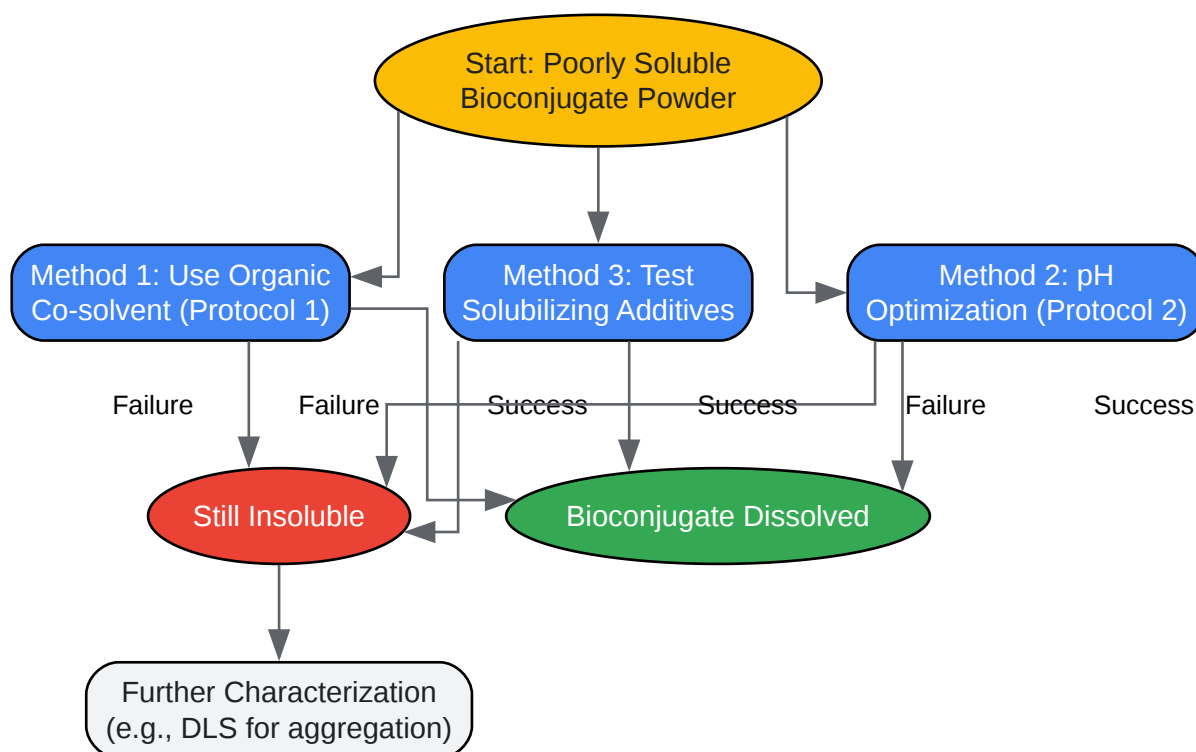 Start: Poorly Soluble
Bioconjugate Powder
Method 1: Use Organic
Co-solvent (Protocol 1)
Method 3: Test
Solubilizing Additives
Method 2: pH
Optimization (Protocol 2)
Failure
Failure
Success
Success
Failure
Success
Still Insoluble
Bioconjugate Dissolved
Further Characterization
(e.g., DLS for aggregation)